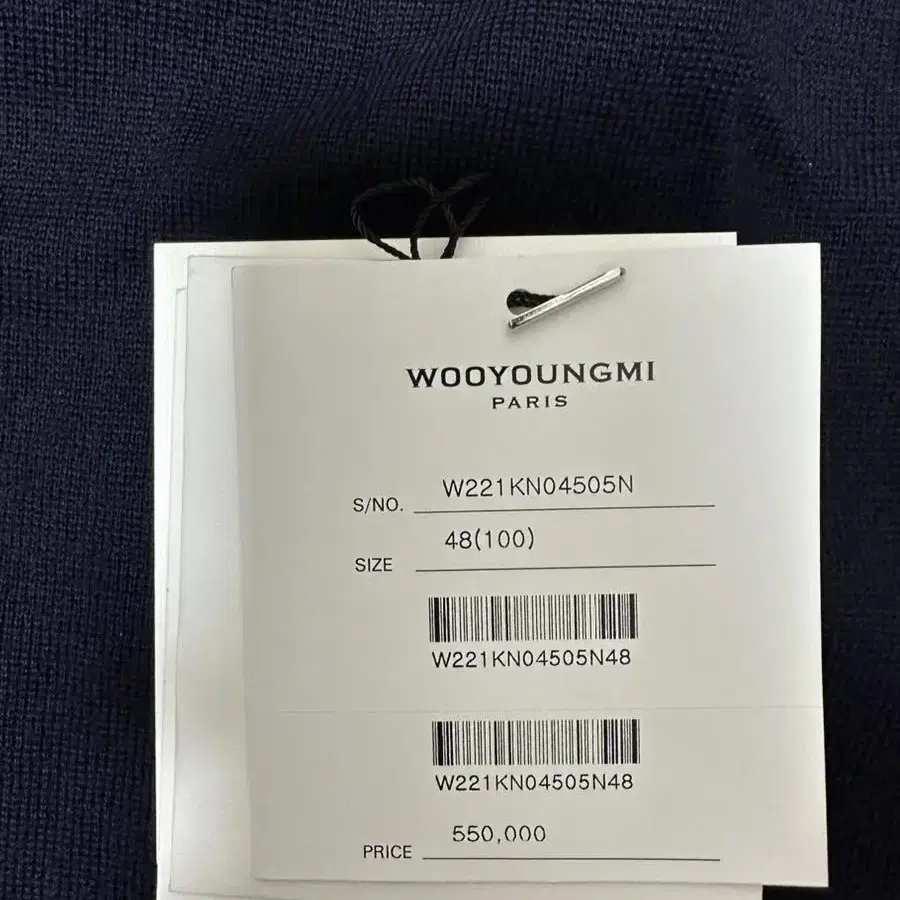 WOOYOUNGMI
PARIS
S/NO. W221KN04505N
SIZE 48(100)
W221KN04505N48
W221KN04505N48
PRICE 550,000